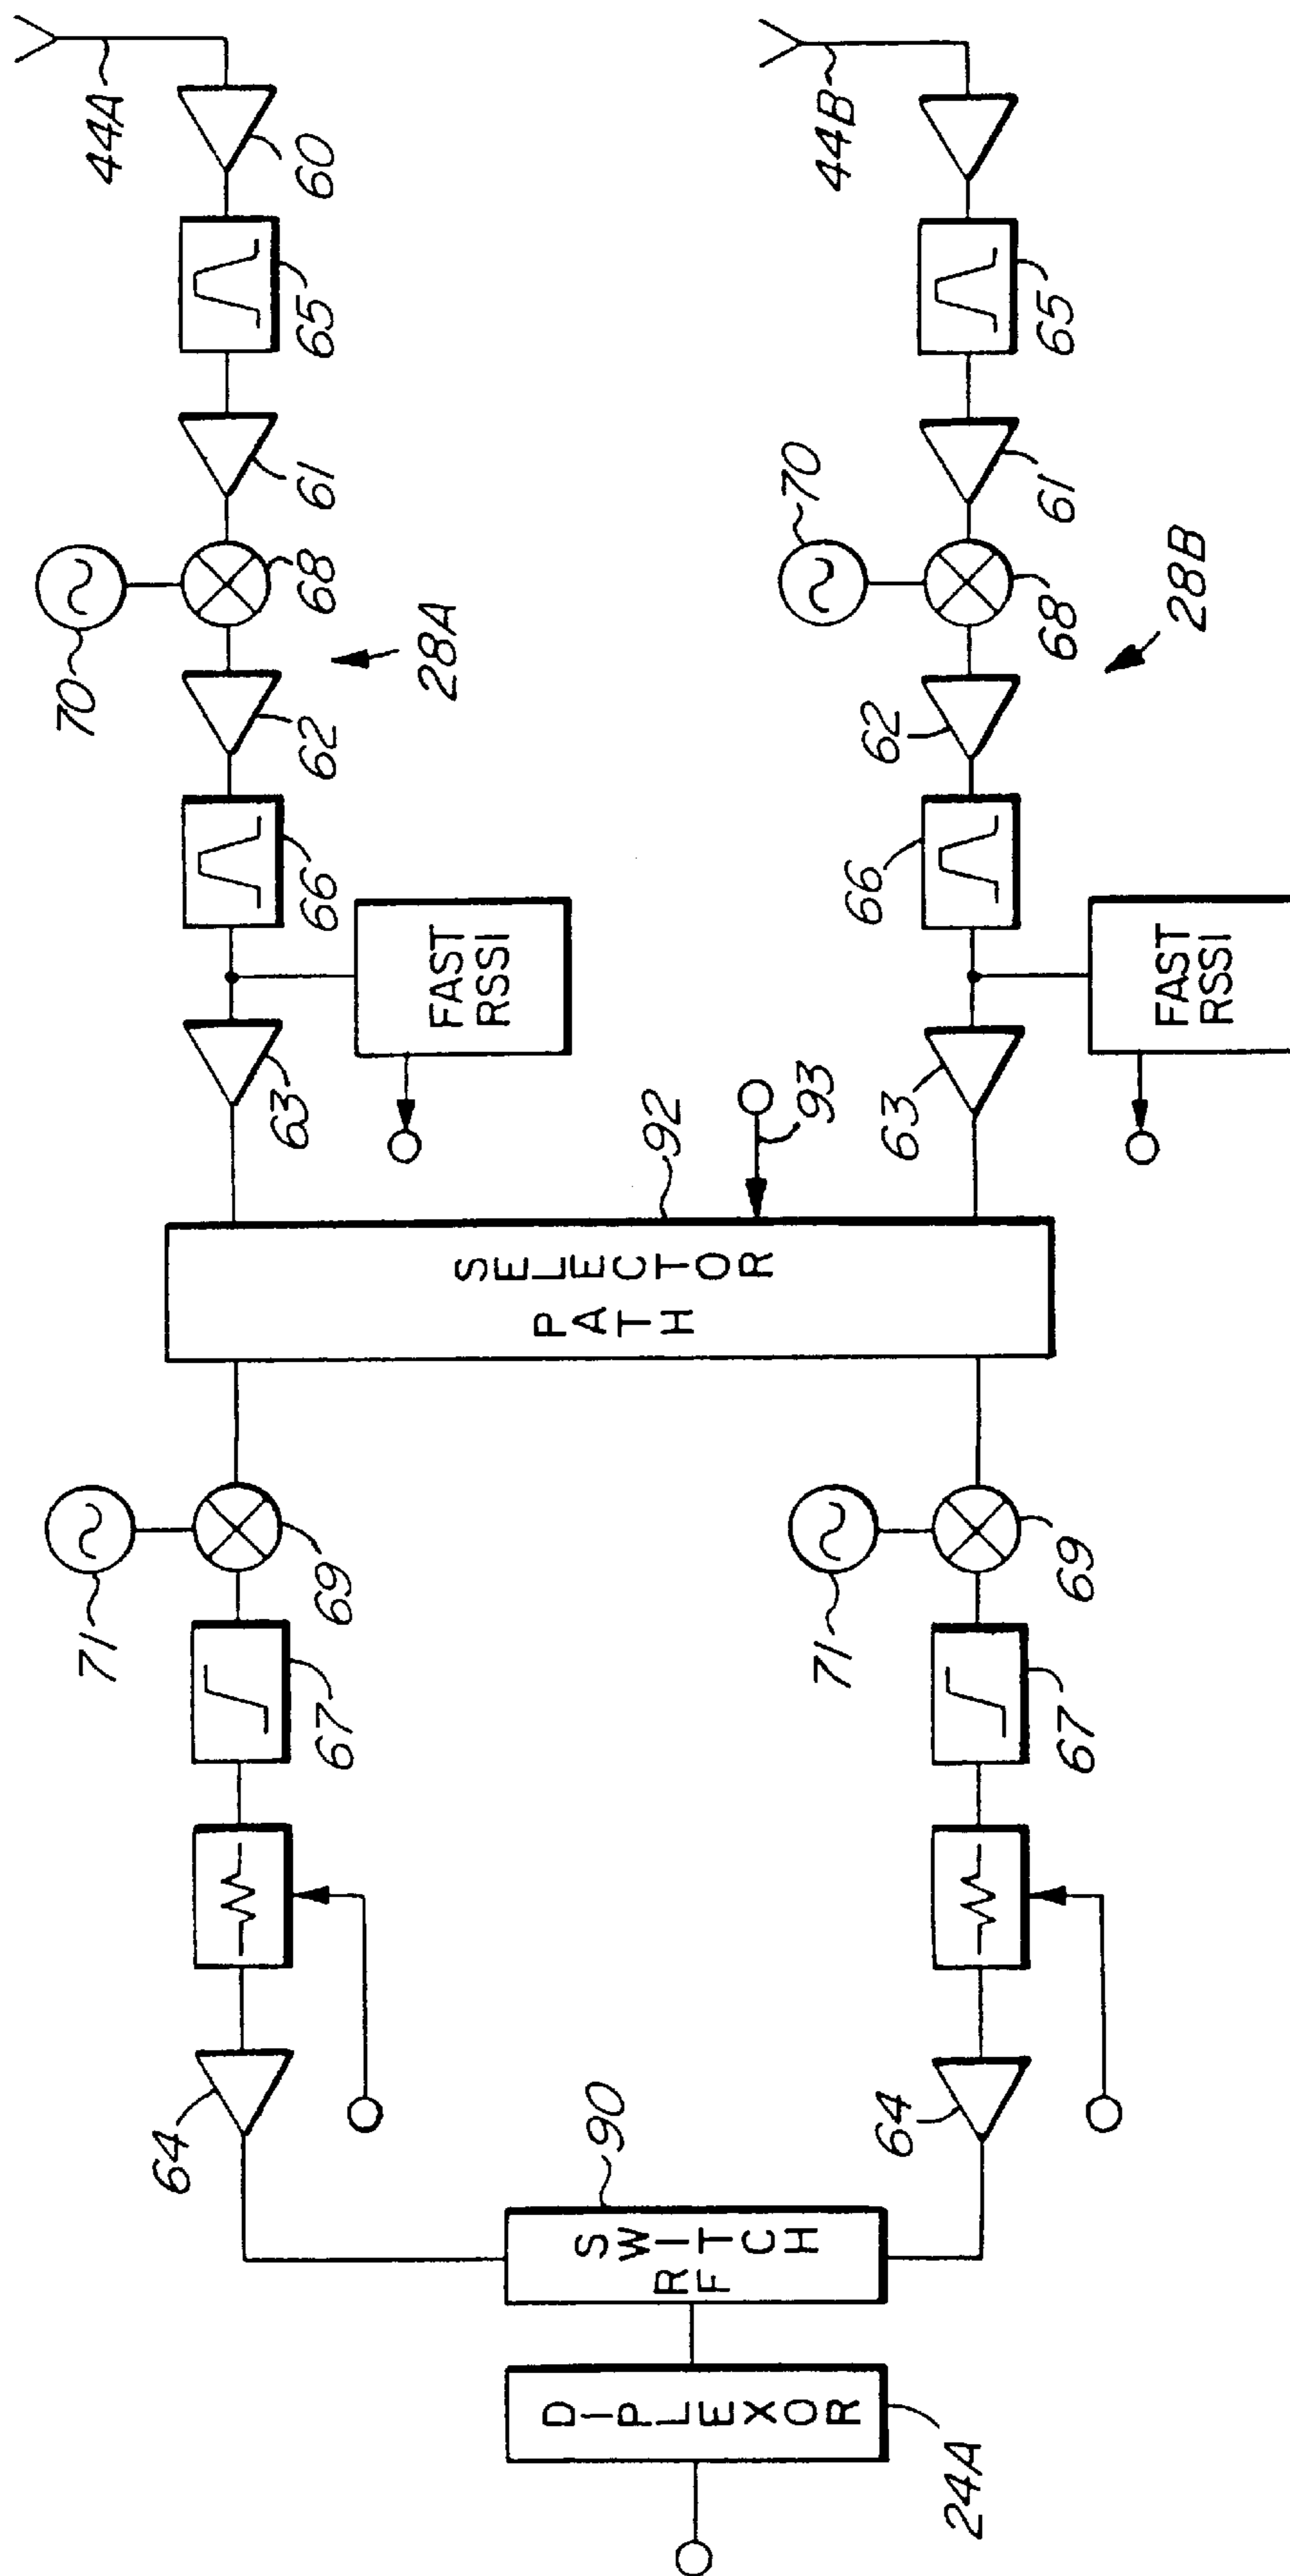 44A
60
65
61
70
68
28A
62
66
FAST
RSSI
63
92
SELECTOR
PATH
93
71
69
67
64
90
SWITCH
RF
DIPLEXOR
24A
44B
65
61
70
68
28B
62
66
FAST
RSSI
63
71
69
67
64